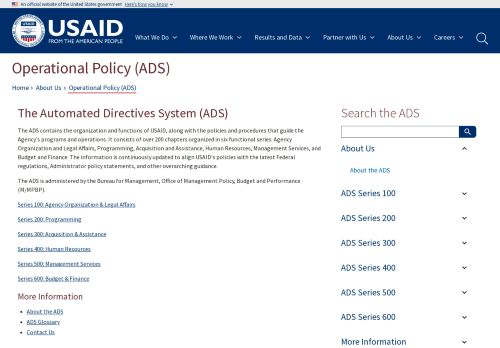 An official website of the United States government Here's how you know
USAID
FROM THE AMERICAN PEOPLE
What We Do
Where We Work
Results and Data
Partner with Us
About Us
Careers
Operational Policy (ADS)
Home › About Us › Operational Policy (ADS)
The Automated Directives System (ADS)
The ADS contains the organization and functions of USAID, along with the policies and procedures that guide the
Agency's programs and operations. It consists of over 200 chapters organized in six functional series: Agency
Organization and Legal Affairs, Programming, Acquisition and Assistance, Human Resources, Management Services, and
Budget and Finance. The information is continuously updated to align USAID's policies with the latest Federal
regulations, Administrator policy statements, and other overarching guidance.
The ADS is administered by the Bureau for Management, Office of Management Policy, Budget and Performance
(M/MPBP).
Series 100: Agency Organization & Legal Affairs
Series 200: Programming
Series 300: Acquisition & Assistance
Series 400: Human Resources
Series 500: Management Services
Series 600: Budget & Finance
More Information
About the ADS
ADS Glossary
Contact Us
Search the ADS
About Us
About the ADS
ADS Series 100
ADS Series 200
ADS Series 300
ADS Series 400
ADS Series 500
ADS Series 600
More Information